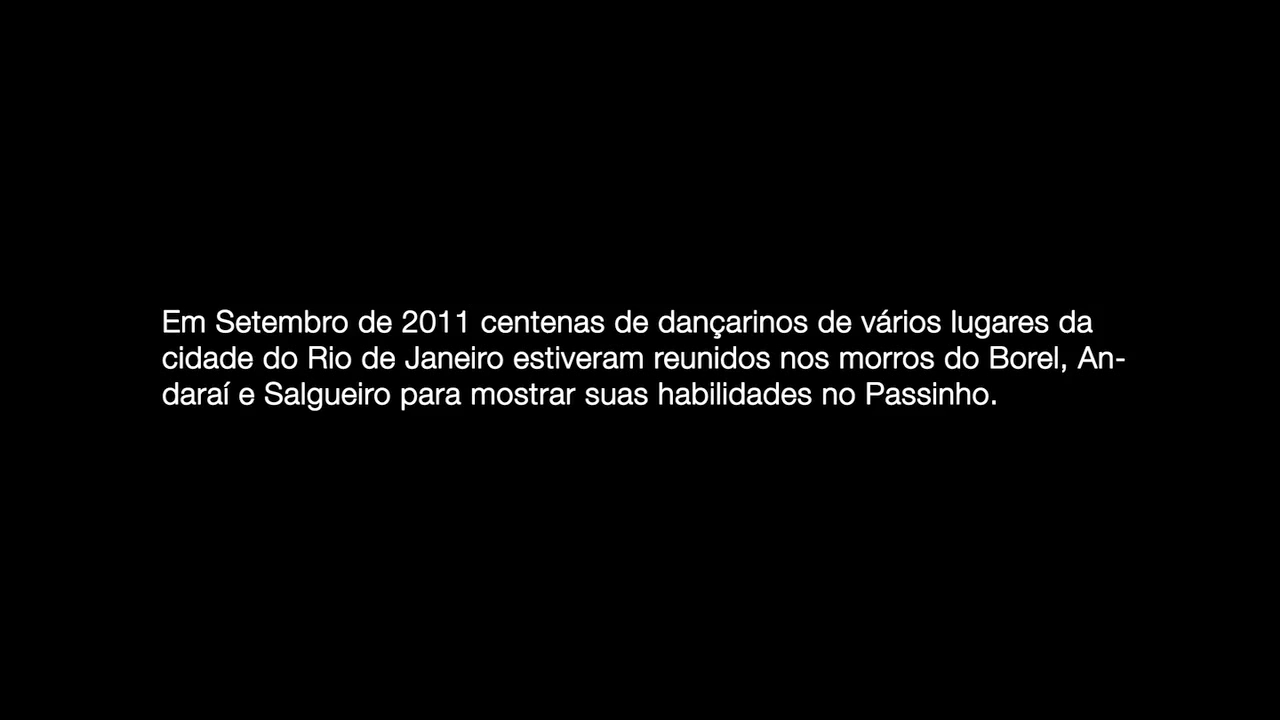 Em Setembro de 2011 centenas de dançarinos de vários lugares da
cidade do Rio de Janeiro estiveram reunidos nos morros do Borel, An-
daraí e Salgueiro para mostrar suas habilidades no Passinho.